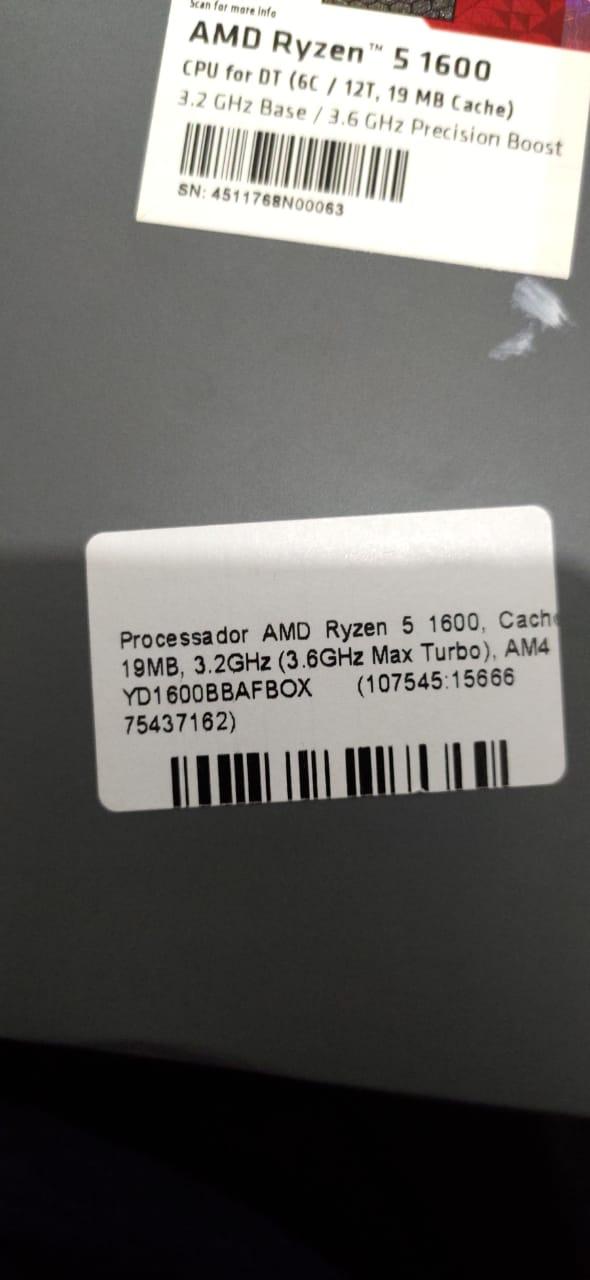 Scan for more info
AMD Ryzen™ 5 1600
CPU for DT (6C / 12T, 19 MB Cache)
3.2 GHz Base / 3.6 GHz Precision Boost
SN: 4511768N00063
Processador AMD Ryzen 5 1600, Cach
19MB, 3.2GHz (3.6GHz Max Turbo), AM4
YD1600BBAFBOX (107545:15666
75437162)